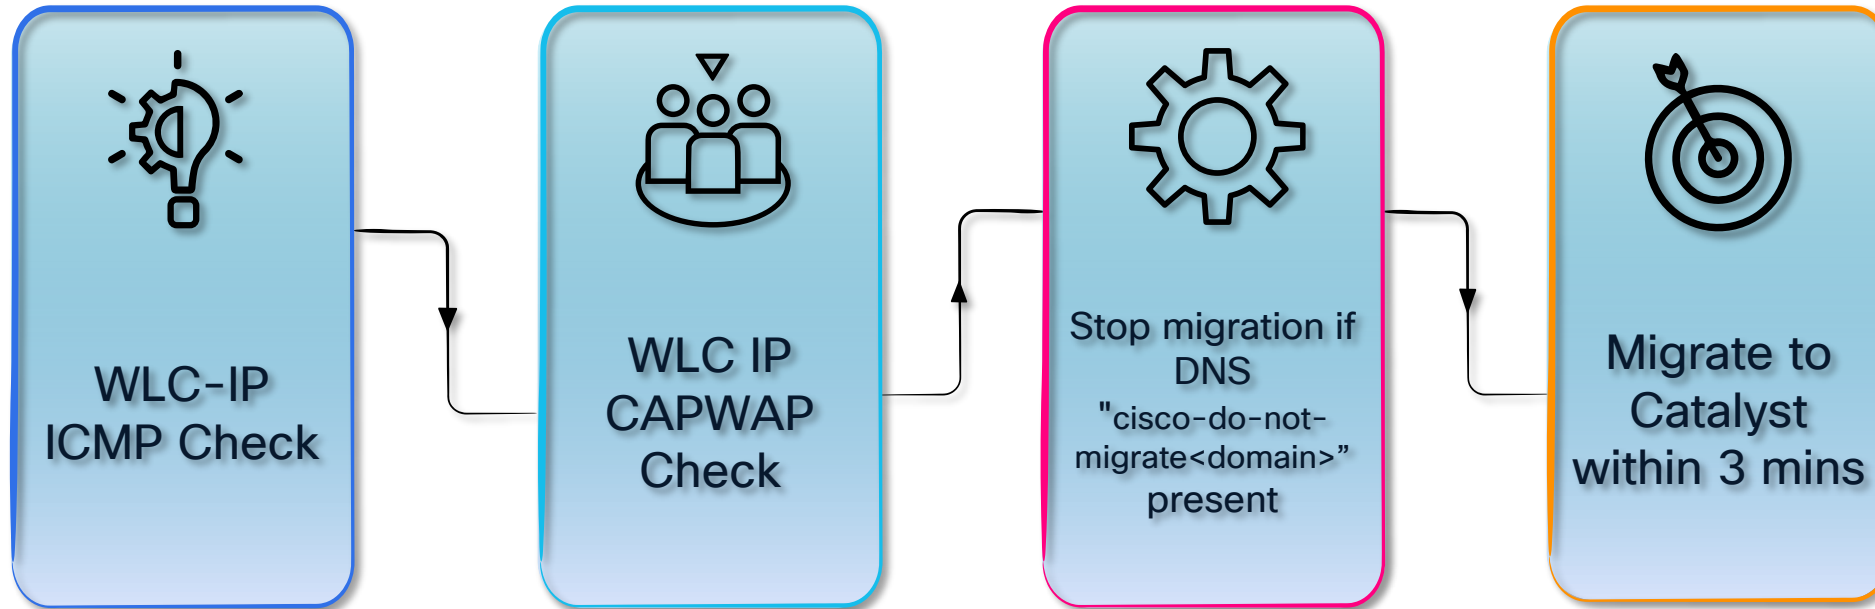 WLC-IP
ICMP Check
WLC IP
CAPWAP
Check
Stop migration if
DNS
"cisco-do-not-
migrate<domain>”
present
Migrate to
Catalyst
within 3 mins